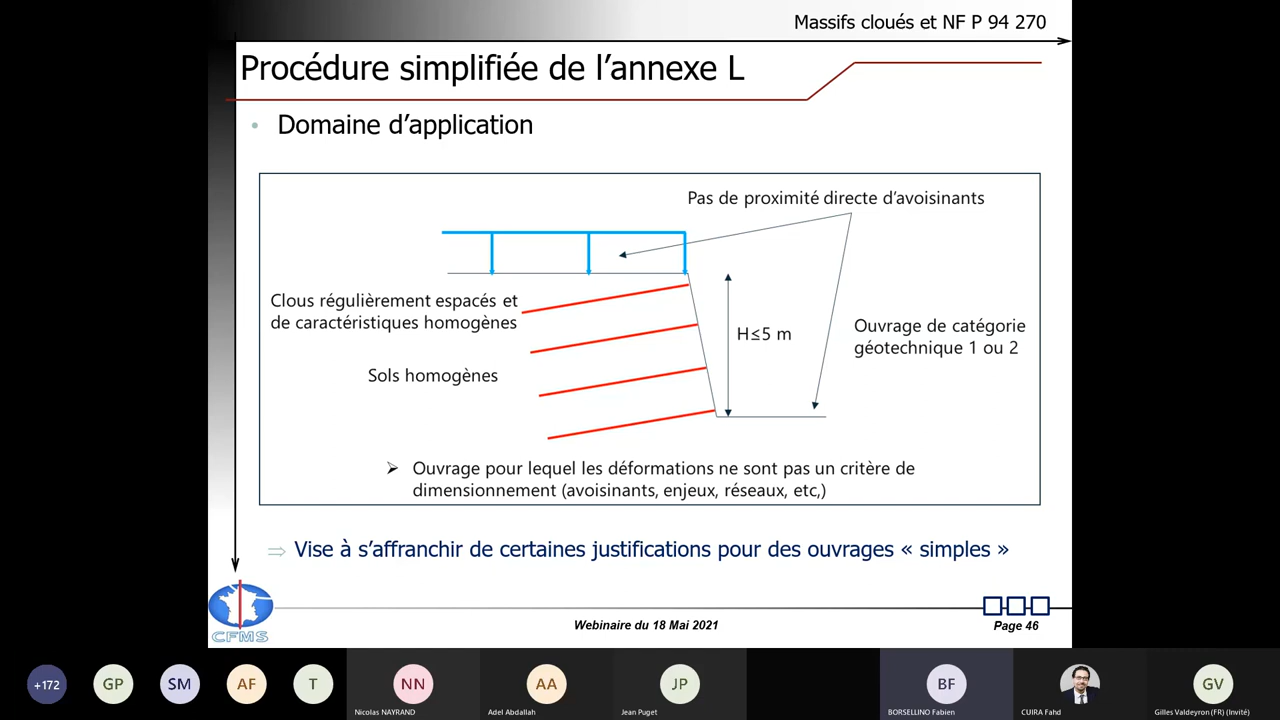 Massifs cloués et NF P 94 270
Procédure simplifiée de l’annexe L
• Domaine d’application
Pas de proximité directe d’avoisinants
Clous régulièrement espacés et
de caractéristiques homogènes
H≤5 m
Ouvrage de catégorie
géotechnique 1 ou 2
Sols homogènes
Ouvrage pour lequel les déformations ne sont pas un critère de
dimensionnement (avoisinants, enjeux, réseaux, etc,)
⇒ Vise à s’affranchir de certaines justifications pour des ouvrages « simples »
CFMS
Webinaire du 18 Mai 2021
Page 46
+172
GP
SM
AF
T
NN
Nicolas NAYRAND
AA
Adel Abdallah
JP
Jean Puget
BF
BORSELLINO Fabien
CUIRA Fahd
GV
Gilles Valdeyron (FR) (Invité)